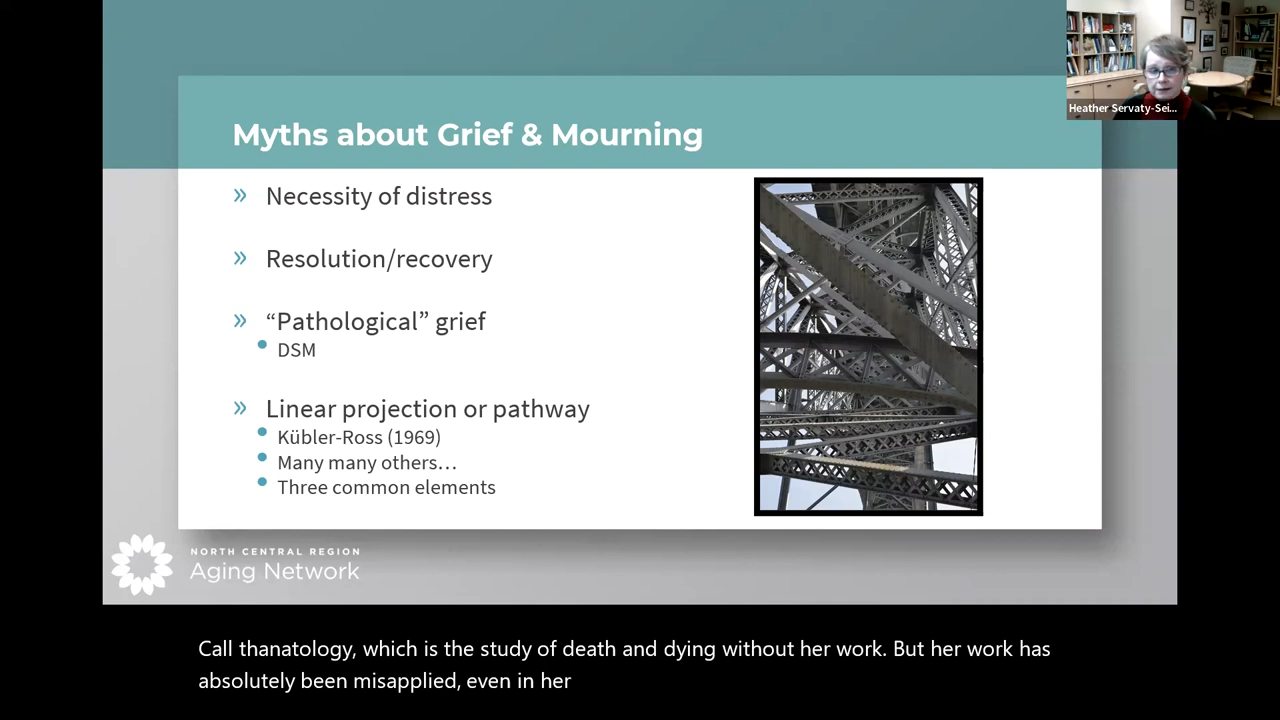 Heather Servaty-Sei...
Myths about Grief & Mourning
» Necessity of distress
» Resolution/recovery
» “Pathological” grief
• DSM
» Linear projection or pathway
• Kübler-Ross (1969)
• Many many others…
• Three common elements
NORTH CENTRAL REGION
Aging Network
Call thanatology, which is the study of death and dying without her work. But her work has
absolutely been misapplied, even in her